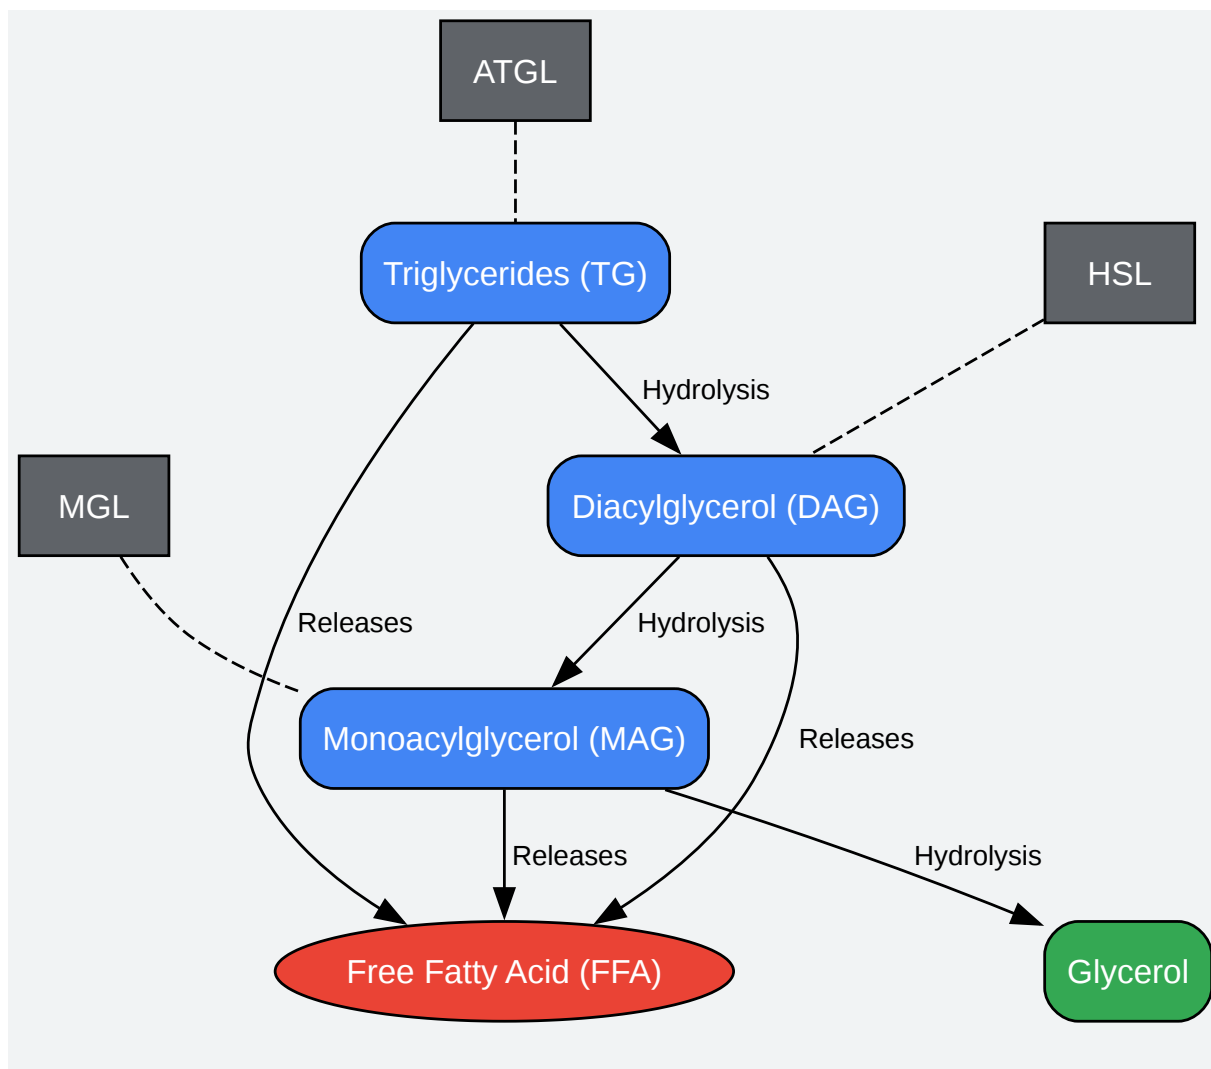 ATGL
Triglycerides (TG)
HSL
Hydrolysis
MGL
Diacylglycerol (DAG)
Releases
Hydrolysis
Monoacylglycerol (MAG)
Releases
Releases
Hydrolysis
Free Fatty Acid (FFA)
Glycerol